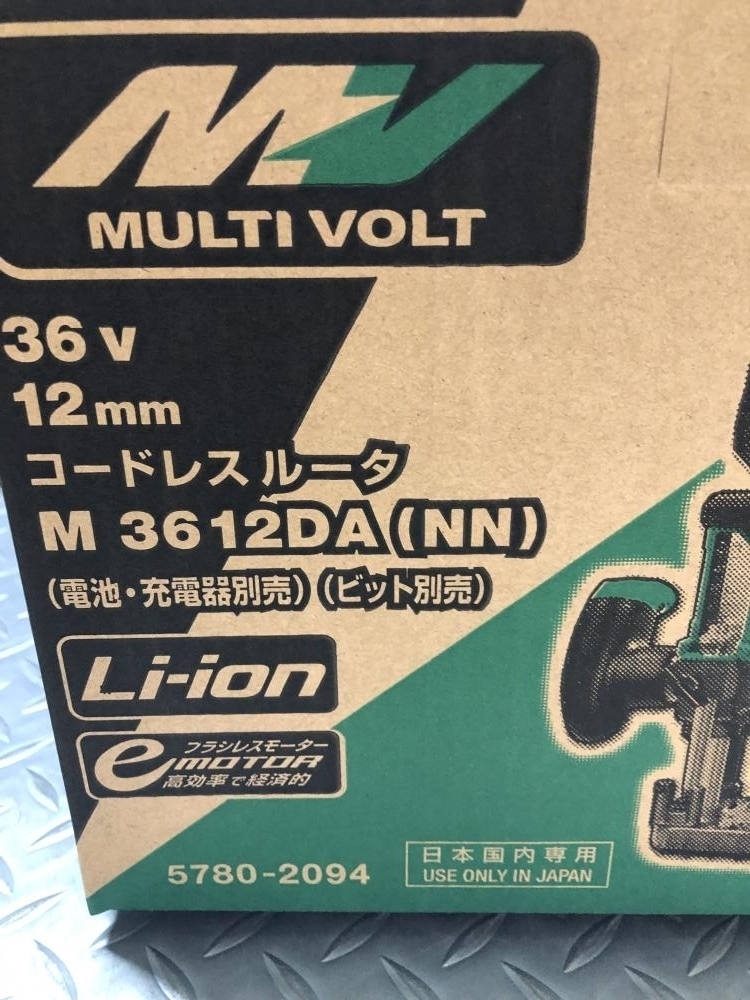 MV
MULTI VOLT
36 V
12mm
コードレス ルータ
M 3612DA(NN)
(電池・充電器別売)(ビット別売)
Li-ion
ブラシレスモーター
e MOTOR
高効率で経済的
5780-2094
日本国内専用
USE ONLY IN JAPAN